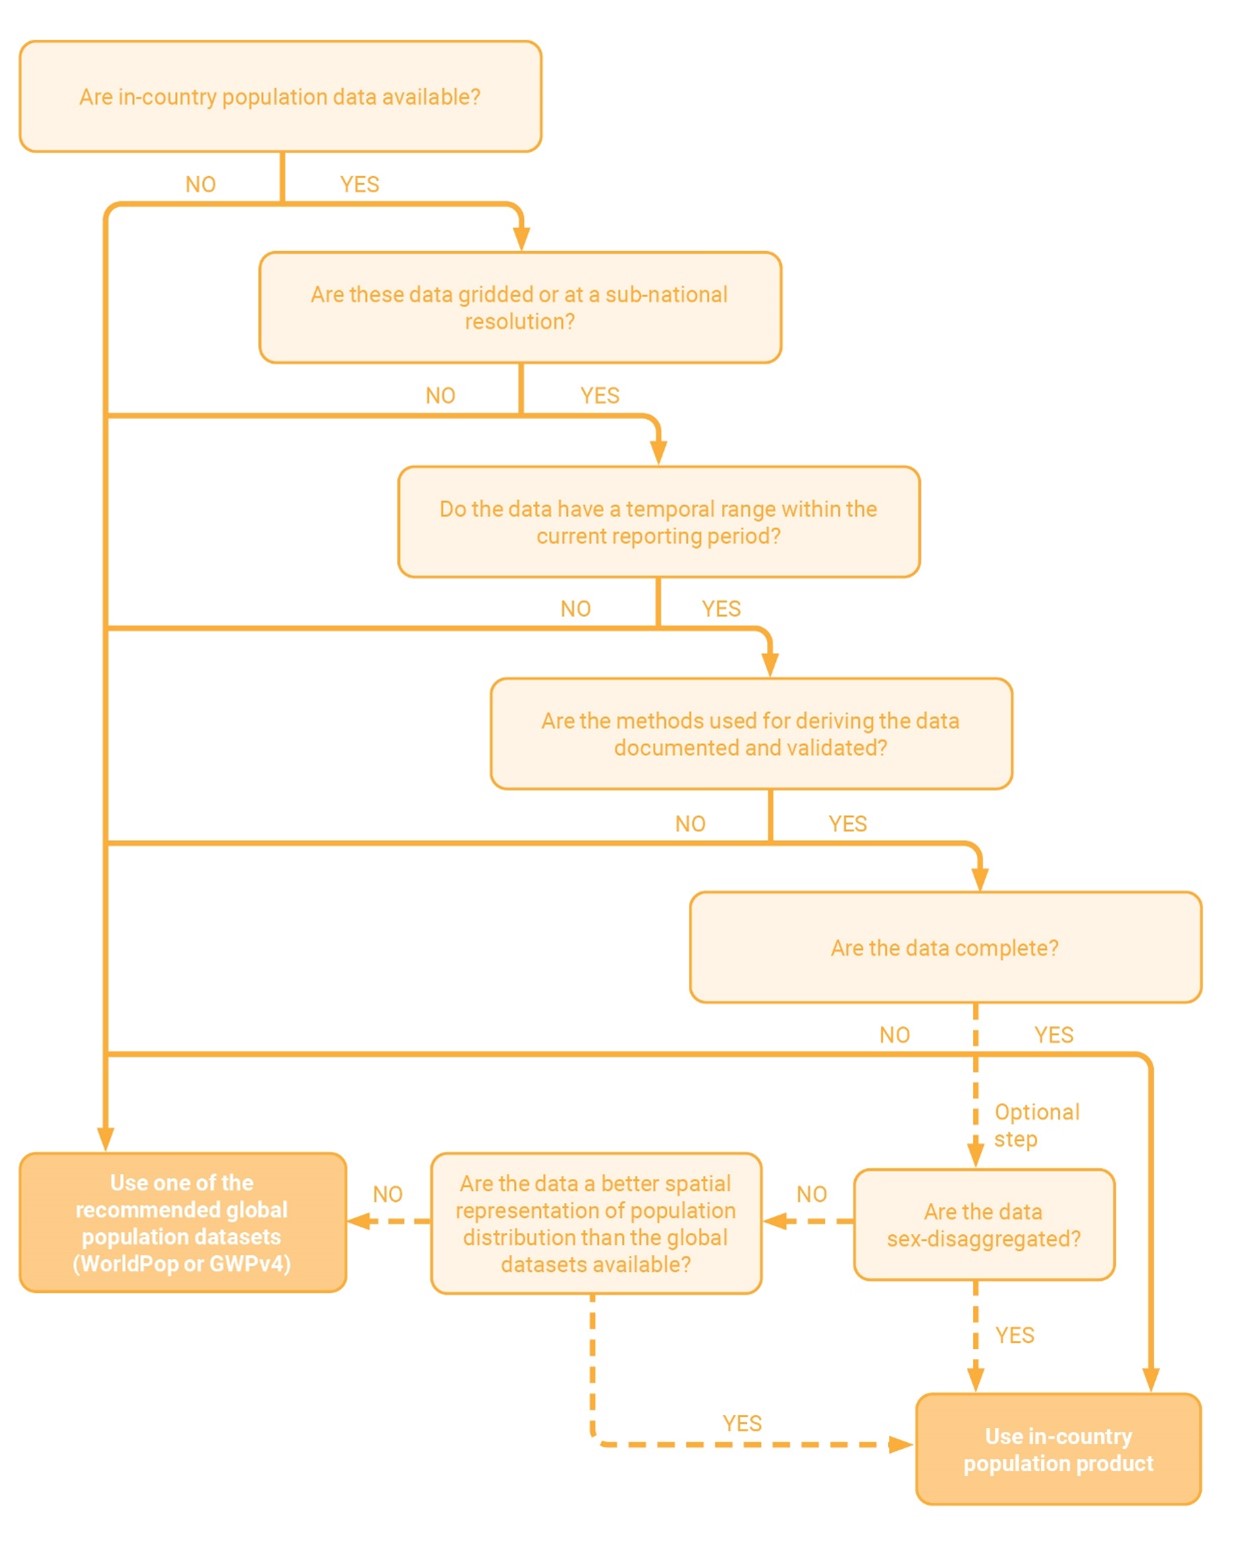 Are in-country population data available?
NO
YES
Are these data gridded or at a sub-national
resolution?
NO
YES
Do the data have a temporal range within the
current reporting period?
NO
YES
Are the methods used for deriving the data
documented and validated?
NO
YES
Are the data complete?
NO
YES
Optional
step
Use one of the
recommended global
population datasets
(WorldPop or GWPv4)
NO
Are the data a better spatial
representation of population
distribution than the global
datasets available?
NO
Are the data
sex-disaggregated?
YES
YES
Use in-country
population product